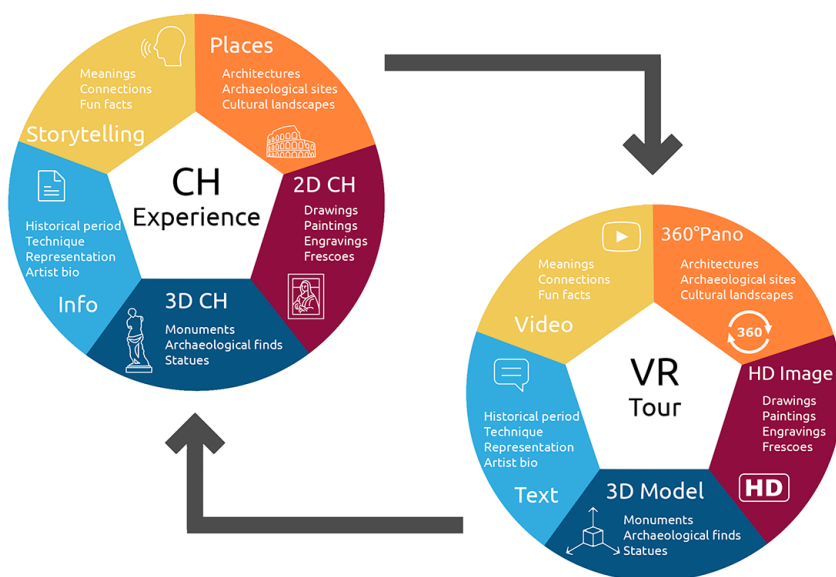 Places
Architectures
Archaeological sites
Cultural landscapes
Meanings
Connections
Fun facts
Storytelling
CH
Experience
2D CH
Drawings
Paintings
Engravings
Frescoes
Historical period
Technique
Representation
Artist bio
Info
3D CH
Monuments
Archaeological finds
Statues
360°Pano
Architectures
Archaeological sites
Cultural landscapes
360
Meanings
Connections
Fun facts
Video
VR
Tour
HD Image
Drawings
Paintings
Engravings
Frescoes
HD
Historical period
Technique
Representation
Artist bio
Text
3D Model
Monuments
Archaeological finds
Statues